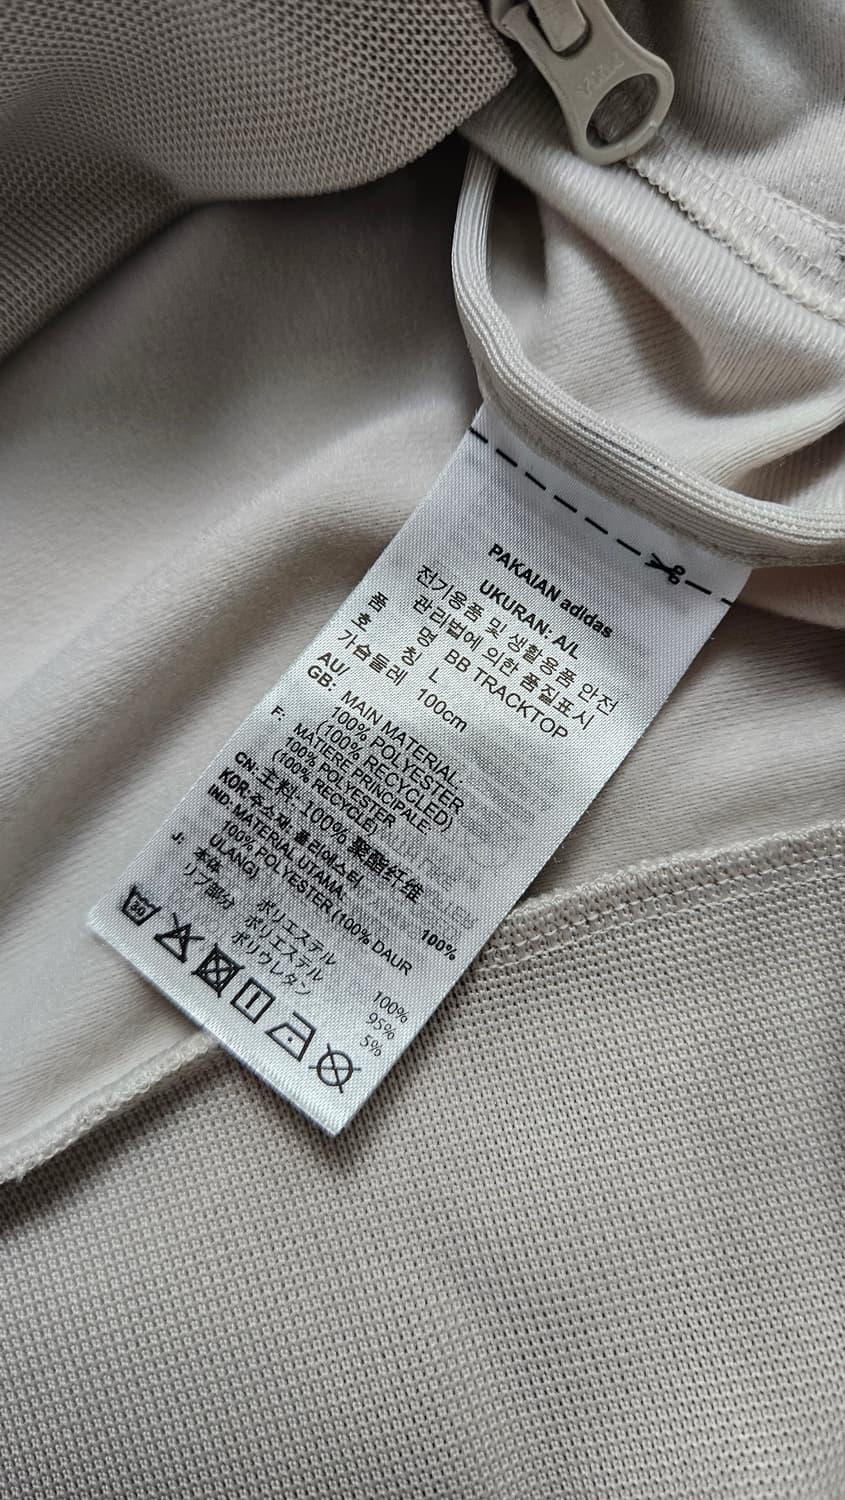 YKK
PAKAIAN adidas
UKURAN: A/L
전기용품 및 생활용품 안전
관리법에 의한 품질표시
품 명 BB TRACKTOP
호 칭 L
가슴둘레 100cm
AU/
GB: MAIN MATERIAL:
100% POLYESTER
(100% RECYCLED)
F: MATIERE PRINCIPALE:
100% POLYESTER
(100% RECYCLE)
CN: 主料: 100% 聚酯纤维
KOR: 주소재: 폴리에스터 100%
IND: MATERIAL UTAMA:
100% POLYESTER (100% DAUR
ULANG)
J: 本体 ポリエステル 100%
リブ部分 ポリエステル 95%
ポリウレタン 5%
30